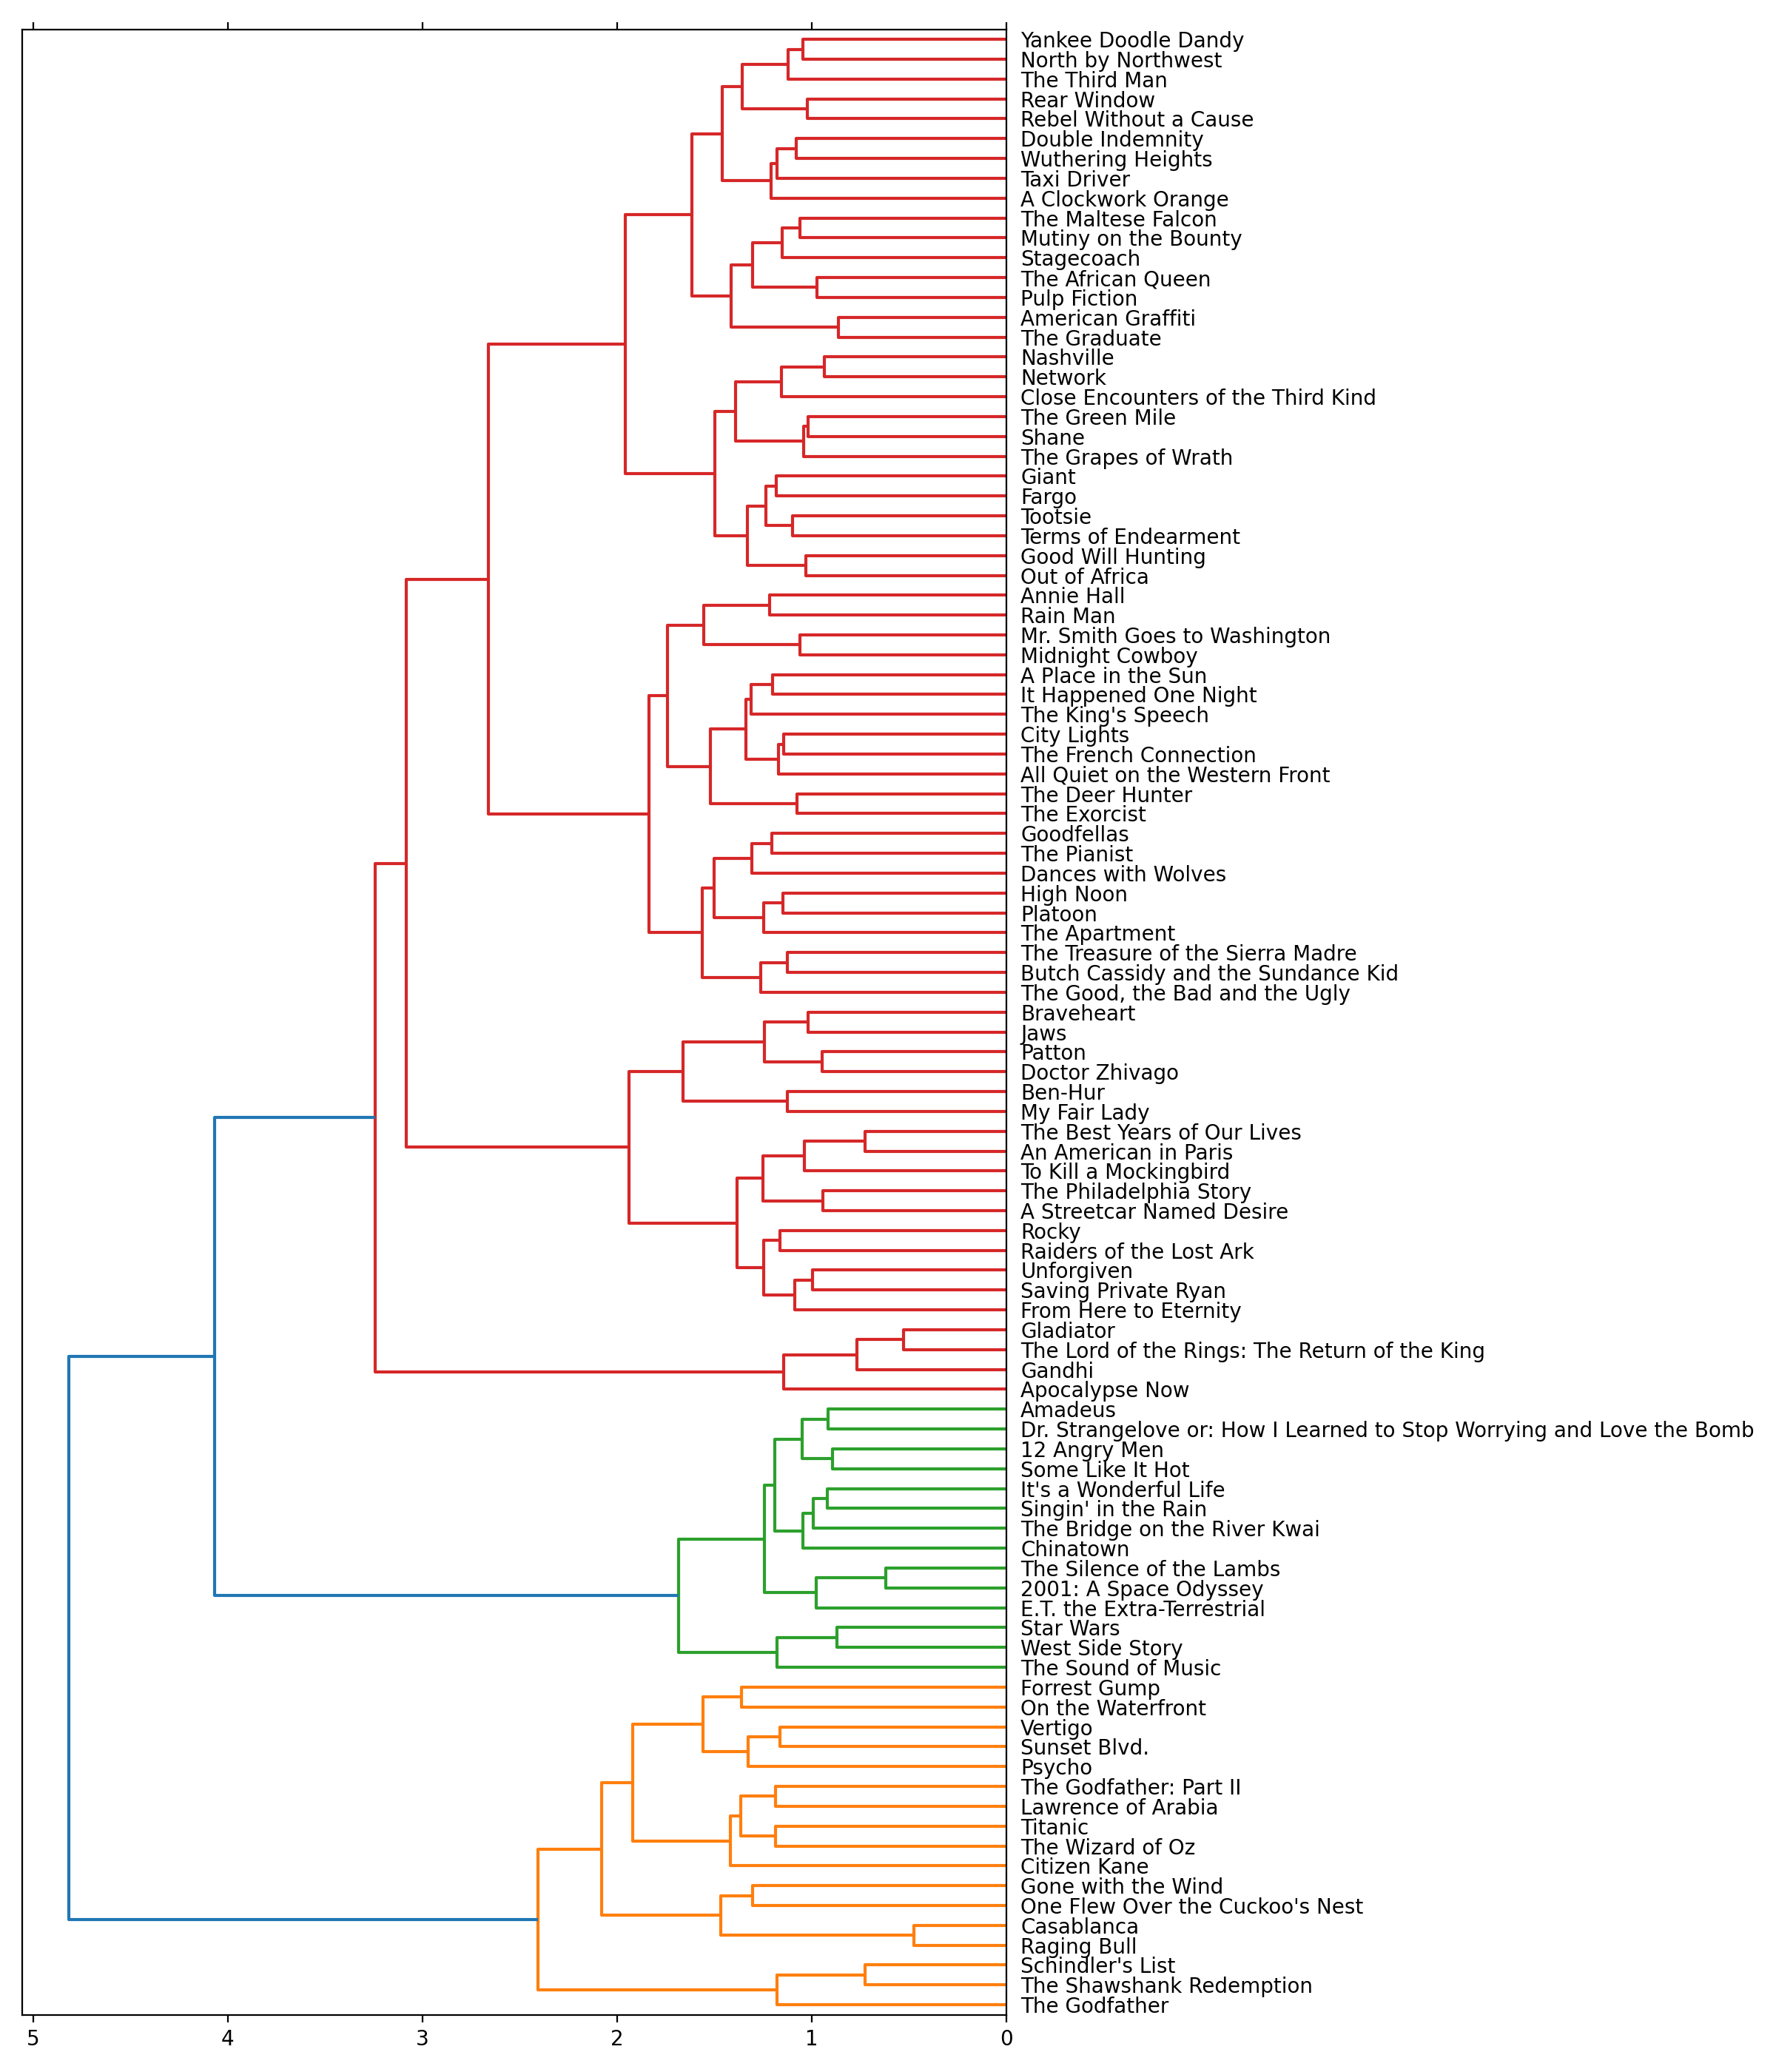 Yankee Doodle Dandy
North by Northwest
The Third Man
Rear Window
Rebel Without a Cause
Double Indemnity
Wuthering Heights
Taxi Driver
A Clockwork Orange
The Maltese Falcon
Mutiny on the Bounty
Stagecoach
The African Queen
Pulp Fiction
American Graffiti
The Graduate
Nashville
Network
Close Encounters of the Third Kind
The Green Mile
Shane
The Grapes of Wrath
Giant
Fargo
Tootsie
Terms of Endearment
Good Will Hunting
Out of Africa
Annie Hall
Rain Man
Mr. Smith Goes to Washington
Midnight Cowboy
A Place in the Sun
It Happened One Night
The King's Speech
City Lights
The French Connection
All Quiet on the Western Front
The Deer Hunter
The Exorcist
Goodfellas
The Pianist
Dances with Wolves
High Noon
Platoon
The Apartment
The Treasure of the Sierra Madre
Butch Cassidy and the Sundance Kid
The Good, the Bad and the Ugly
Braveheart
Jaws
Patton
Doctor Zhivago
Ben-Hur
My Fair Lady
The Best Years of Our Lives
An American in Paris
To Kill a Mockingbird
The Philadelphia Story
A Streetcar Named Desire
Rocky
Raiders of the Lost Ark
Unforgiven
Saving Private Ryan
From Here to Eternity
Gladiator
The Lord of the Rings: The Return of the King
Gandhi
Apocalypse Now
Amadeus
Dr. Strangelove or: How I Learned to Stop Worrying and Love the Bomb
12 Angry Men
Some Like It Hot
It's a Wonderful Life
Singin' in the Rain
The Bridge on the River Kwai
Chinatown
The Silence of the Lambs
2001: A Space Odyssey
E.T. the Extra-Terrestrial
Star Wars
West Side Story
The Sound of Music
Forrest Gump
On the Waterfront
Vertigo
Sunset Blvd.
Psycho
The Godfather: Part II
Lawrence of Arabia
Titanic
The Wizard of Oz
Citizen Kane
Gone with the Wind
One Flew Over the Cuckoo's Nest
Casablanca
Raging Bull
Schindler's List
The Shawshank Redemption
The Godfather
5 4 3 2 1 0